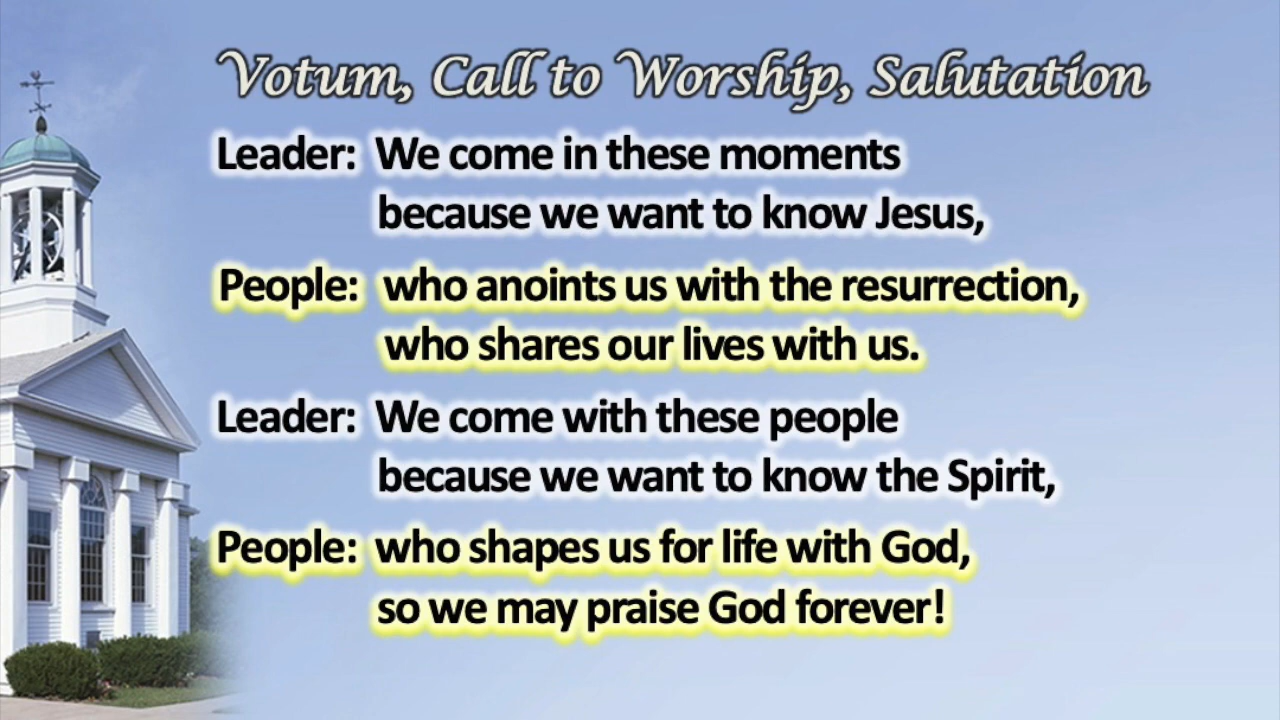 Votum, Call to Worship, Salutation
Leader: We come in these moments
because we want to know Jesus,
People: who anoints us with the resurrection,
who shares our lives with us.
Leader: We come with these people
because we want to know the Spirit,
People: who shapes us for life with God,
so we may praise God forever!